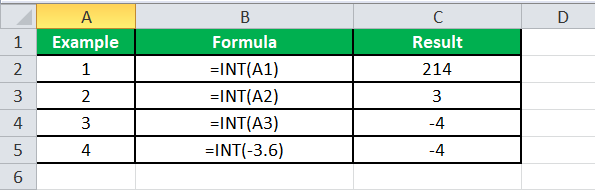 A B C D
1 Example Formula Result
2 1 =INT(A1) 214
3 2 =INT(A2) 3
4 3 =INT(A3) -4
5 4 =INT(-3.6) -4